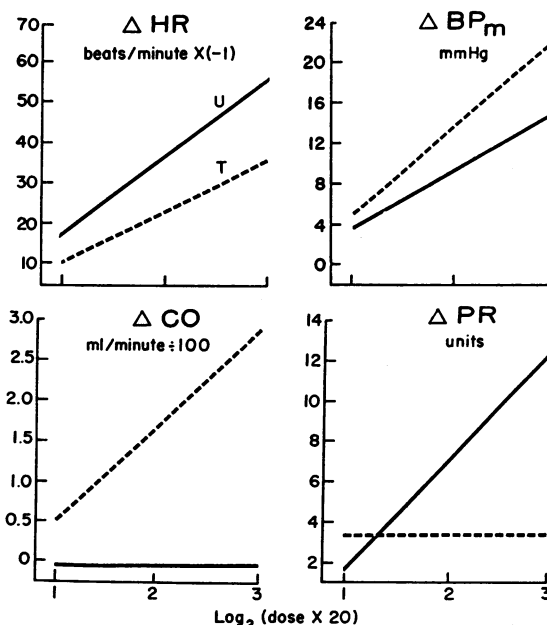 Δ HR
beats/minute X(-1)
70
60
50
40
30
20
10
U
T
Δ BPm
mmHg
24
20
16
12
8
4
0
Δ CO
ml/minute ÷100
3.0
2.5
2.0
1.5
1.0
0.5
0
1 2 3
Δ PR
units
14
12
10
8
6
4
2
1 2 3
Log2 (dose X 20)